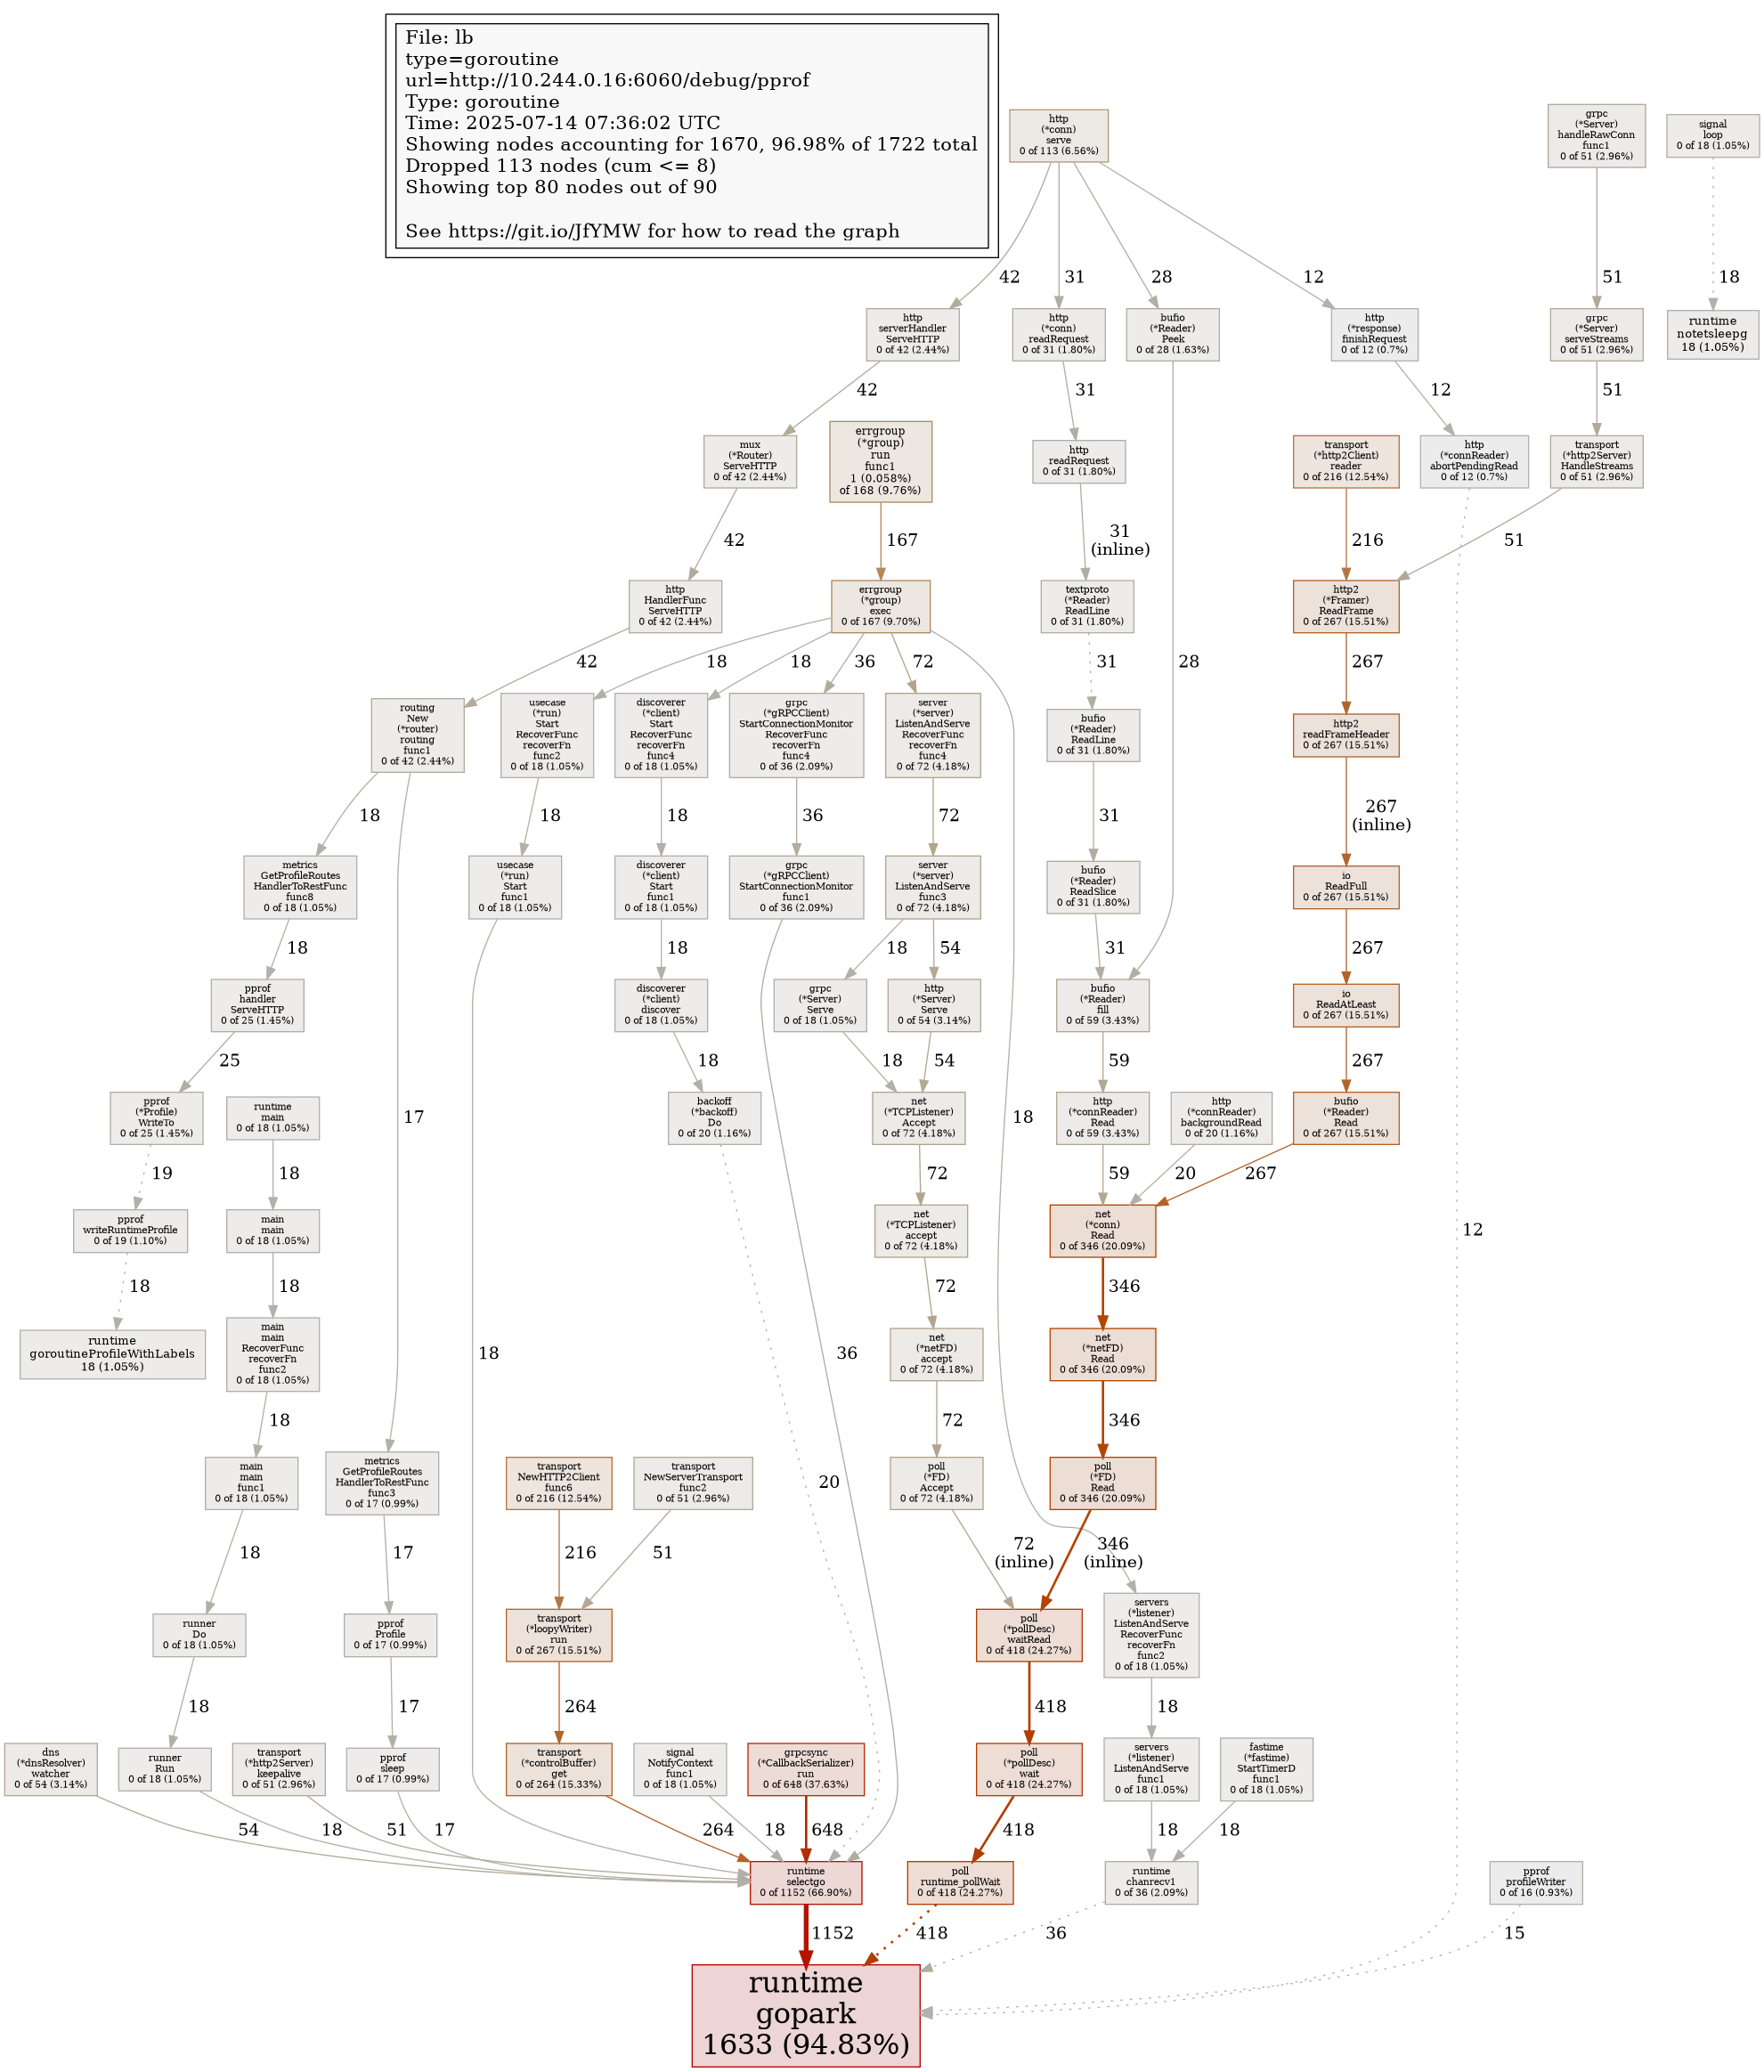 File: lb
type=goroutine
url=http://10.244.0.16:6060/debug/pprof
Type: goroutine
Time: 2025-07-14 07:36:02 UTC
Showing nodes accounting for 1670, 96.98% of 1722 total
Dropped 113 nodes (cum <= 8)
Showing top 80 nodes out of 90
See https://git.io/JfYMW for how to read the graph
http
(*conn)
serve
0 of 113 (6.56%)
grpc
(*Server)
handleRawConn
func1
0 of 51 (2.96%)
signal
loop
0 of 18 (1.05%)
42
31
28
12
51
18
http
serverHandler
ServeHTTP
0 of 42 (2.44%)
http
(*conn)
readRequest
0 of 31 (1.80%)
bufio
(*Reader)
Peek
0 of 28 (1.63%)
http
(*response)
finishRequest
0 of 12 (0.7%)
grpc
(*Server)
serveStreams
0 of 51 (2.96%)
runtime
notetsleepg
18 (1.05%)
42
31
12
51
mux
(*Router)
ServeHTTP
0 of 42 (2.44%)
errgroup
(*group)
run
func1
1 (0.058%)
of 168 (9.76%)
http
readRequest
0 of 31 (1.80%)
transport
(*http2Client)
reader
0 of 216 (12.54%)
http
(*connReader)
abortPendingRead
0 of 12 (0.7%)
transport
(*http2Server)
HandleStreams
0 of 51 (2.96%)
42
167
31
(inline)
216
51
http
HandlerFunc
ServeHTTP
0 of 42 (2.44%)
errgroup
(*group)
exec
0 of 167 (9.70%)
textproto
(*Reader)
ReadLine
0 of 31 (1.80%)
http2
(*Framer)
ReadFrame
0 of 267 (15.51%)
42
18
18
36
72
31
28
267
routing
New
(*router)
routing
func1
0 of 42 (2.44%)
usecase
(*run)
Start
RecoverFunc
recoverFn
func2
0 of 18 (1.05%)
discoverer
(*client)
Start
RecoverFunc
recoverFn
func4
0 of 18 (1.05%)
grpc
(*gRPCClient)
StartConnectionMonitor
RecoverFunc
recoverFn
func4
0 of 36 (2.09%)
server
(*server)
ListenAndServe
RecoverFunc
recoverFn
func4
0 of 72 (4.18%)
bufio
(*Reader)
ReadLine
0 of 31 (1.80%)
http2
readFrameHeader
0 of 267 (15.51%)
18
18
18
36
72
31
267
(inline)
metrics
GetProfileRoutes
HandlerToRestFunc
func8
0 of 18 (1.05%)
usecase
(*run)
Start
func1
0 of 18 (1.05%)
discoverer
(*client)
Start
func1
0 of 18 (1.05%)
grpc
(*gRPCClient)
StartConnectionMonitor
func1
0 of 36 (2.09%)
server
(*server)
ListenAndServe
func3
0 of 72 (4.18%)
bufio
(*Reader)
ReadSlice
0 of 31 (1.80%)
io
ReadFull
0 of 267 (15.51%)
18
18
18
54
31
267
pprof
handler
ServeHTTP
0 of 25 (1.45%)
discoverer
(*client)
discover
0 of 18 (1.05%)
grpc
(*Server)
Serve
0 of 18 (1.05%)
http
(*Server)
Serve
0 of 54 (3.14%)
bufio
(*Reader)
fill
0 of 59 (3.43%)
io
ReadAtLeast
0 of 267 (15.51%)
25
18
18
54
59
267
pprof
(*Profile)
WriteTo
0 of 25 (1.45%)
runtime
main
0 of 18 (1.05%)
17
backoff
(*backoff)
Do
0 of 20 (1.16%)
net
(*TCPListener)
Accept
0 of 72 (4.18%)
18
http
(*connReader)
Read
0 of 59 (3.43%)
http
(*connReader)
backgroundRead
0 of 20 (1.16%)
bufio
(*Reader)
Read
0 of 267 (15.51%)
19
18
72
59
20
267
pprof
writeRuntimeProfile
0 of 19 (1.10%)
main
main
0 of 18 (1.05%)
net
(*TCPListener)
accept
0 of 72 (4.18%)
net
(*conn)
Read
0 of 346 (20.09%)
12
18
18
72
346
runtime
goroutineProfileWithLabels
18 (1.05%)
main
main
RecoverFunc
recoverFn
func2
0 of 18 (1.05%)
18
36
net
(*netFD)
accept
0 of 72 (4.18%)
net
(*netFD)
Read
0 of 346 (20.09%)
18
72
346
main
main
func1
0 of 18 (1.05%)
metrics
GetProfileRoutes
HandlerToRestFunc
func3
0 of 17 (0.99%)
transport
NewHTTP2Client
func6
0 of 216 (12.54%)
transport
NewServerTransport
func2
0 of 51 (2.96%)
20
poll
(*FD)
Accept
0 of 72 (4.18%)
poll
(*FD)
Read
0 of 346 (20.09%)
18
17
216
51
72
(inline)
346
(inline)
runner
Do
0 of 18 (1.05%)
pprof
Profile
0 of 17 (0.99%)
transport
(*loopyWriter)
run
0 of 267 (15.51%)
poll
(*pollDesc)
waitRead
0 of 418 (24.27%)
servers
(*listener)
ListenAndServe
RecoverFunc
recoverFn
func2
0 of 18 (1.05%)
18
17
264
418
18
dns
(*dnsResolver)
watcher
0 of 54 (3.14%)
runner
Run
0 of 18 (1.05%)
transport
(*http2Server)
keepalive
0 of 51 (2.96%)
pprof
sleep
0 of 17 (0.99%)
transport
(*controlBuffer)
get
0 of 264 (15.33%)
signal
NotifyContext
func1
0 of 18 (1.05%)
grpcsync
(*CallbackSerializer)
run
0 of 648 (37.63%)
poll
(*pollDesc)
wait
0 of 418 (24.27%)
servers
(*listener)
ListenAndServe
func1
0 of 18 (1.05%)
fastime
(*fastime)
StartTimerD
func1
0 of 18 (1.05%)
54
18
51
17
264
18
648
418
18
18
runtime
selectgo
0 of 1152 (66.90%)
poll
runtime_pollWait
0 of 418 (24.27%)
runtime
chanrecv1
0 of 36 (2.09%)
pprof
profileWriter
0 of 16 (0.93%)
1152
418
36
15
runtime
gopark
1633 (94.83%)